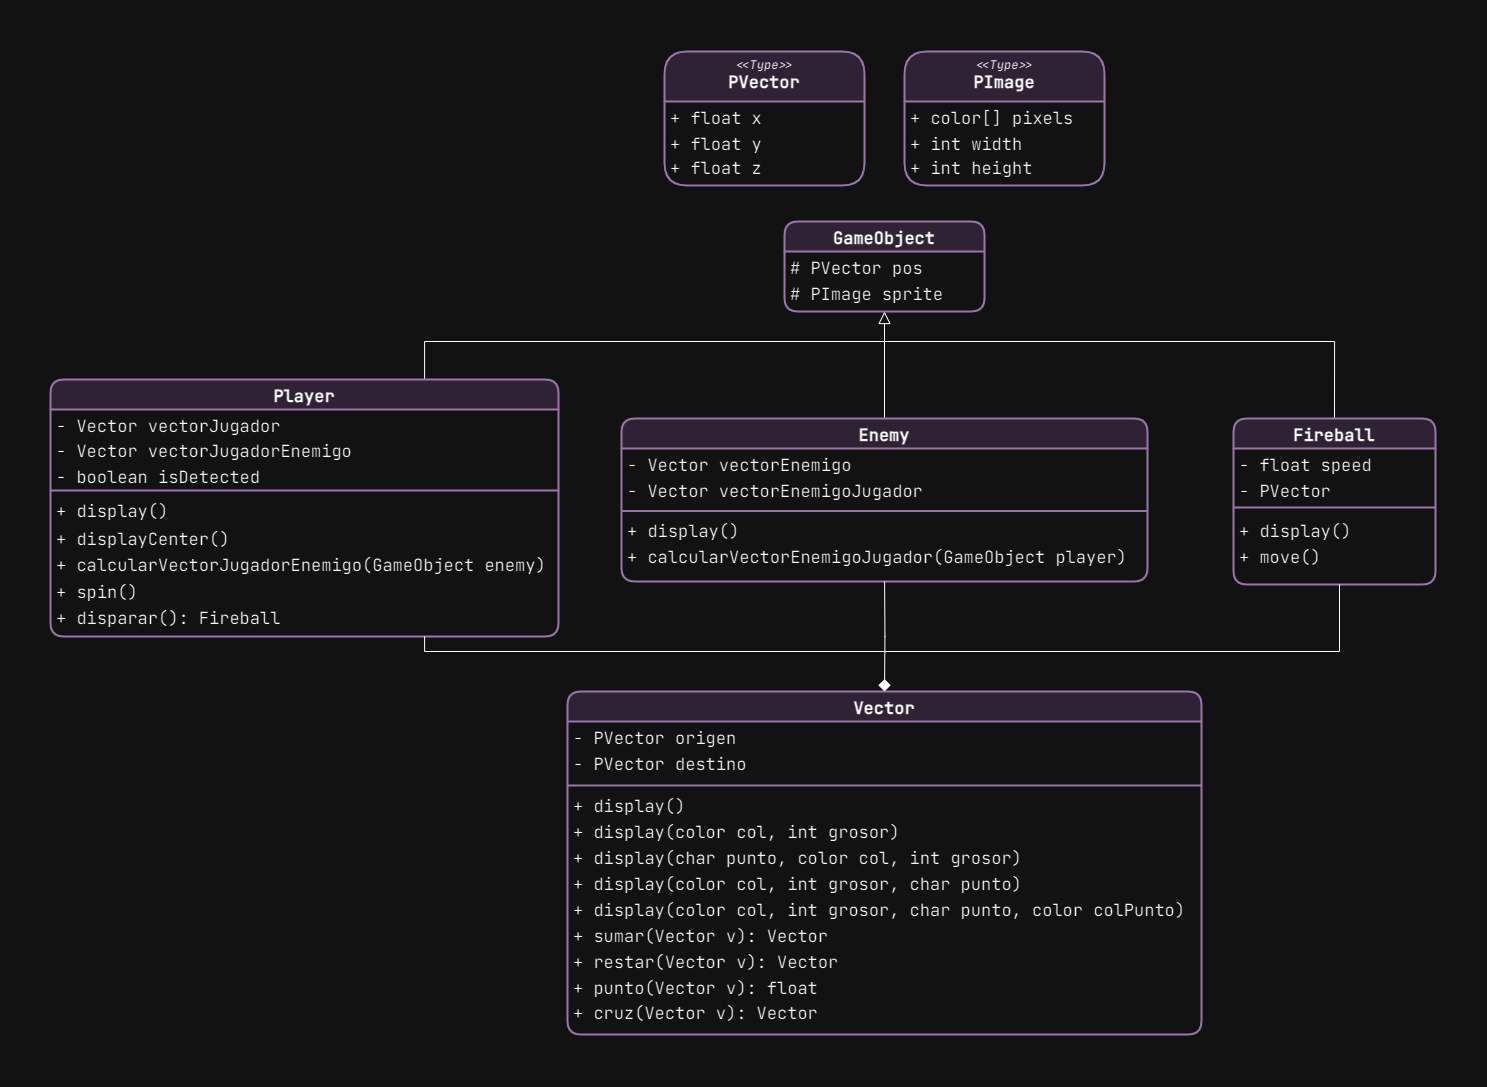 <<Type>>
PVector
+ float x
+ float y
+ float z
<<Type>>
PImage
+ color[] pixels
+ int width
+ int height
GameObject
# PVector pos
# PImage sprite
Player
- Vector vectorJugador
- Vector vectorJugadorEnemigo
- boolean isDetected
+ display()
+ displayCenter()
+ calcularVectorJugadorEnemigo(GameObject enemy)
+ spin()
+ disparar(): Fireball
Enemy
- Vector vectorEnemigo
- Vector vectorEnemigoJugador
+ display()
+ calcularVectorEnemigoJugador(GameObject player)
Fireball
- float speed
- PVector
+ display()
+ move()
Vector
- PVector origen
- PVector destino
+ display()
+ display(color col, int grosor)
+ display(char punto, color col, int grosor)
+ display(color col, int grosor, char punto)
+ display(color col, int grosor, char punto, color colPunto)
+ sumar(Vector v): Vector
+ restar(Vector v): Vector
+ punto(Vector v): float
+ cruz(Vector v): Vector